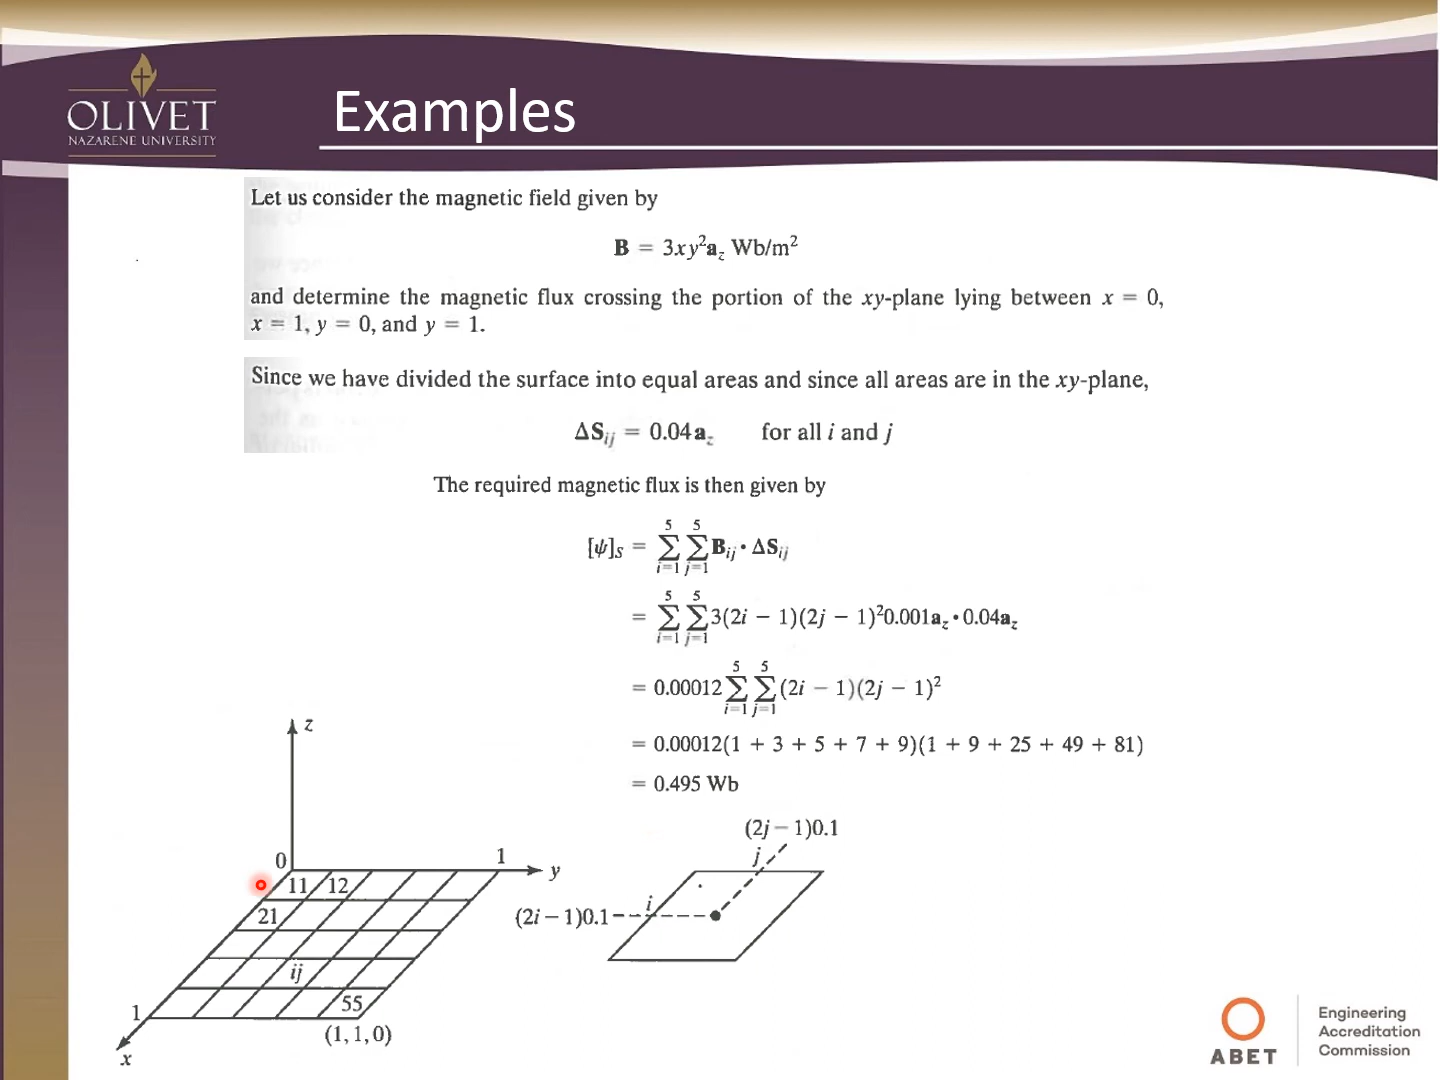 OLIVET
NAZARENE UNIVERSITY
Examples
Let us consider the magnetic field given by
B = 3xy²a_z Wb/m²
and determine the magnetic flux crossing the portion of the xy-plane lying between x = 0,
x = 1, y = 0, and y = 1.
Since we have divided the surface into equal areas and since all areas are in the xy-plane,
ΔS_ij = 0.04 a_z for all i and j
The required magnetic flux is then given by
[ψ]_S = ∑_{i=1}^{5} ∑_{j=1}^{5} B_ij • ΔS_ij
= ∑_{i=1}^{5} ∑_{j=1}^{5} 3(2i − 1)(2j − 1)²0.001a_z • 0.04a_z
= 0.00012 ∑_{i=1}^{5} ∑_{j=1}^{5} (2i − 1)(2j − 1)²
= 0.00012(1 + 3 + 5 + 7 + 9)(1 + 9 + 25 + 49 + 81)
= 0.495 Wb
z
0
1
y
11
12
21
ij
55
1
(1, 1, 0)
x
(2j − 1)0.1
j
i
(2i − 1)0.1
ABET
Engineering
Accreditation
Commission